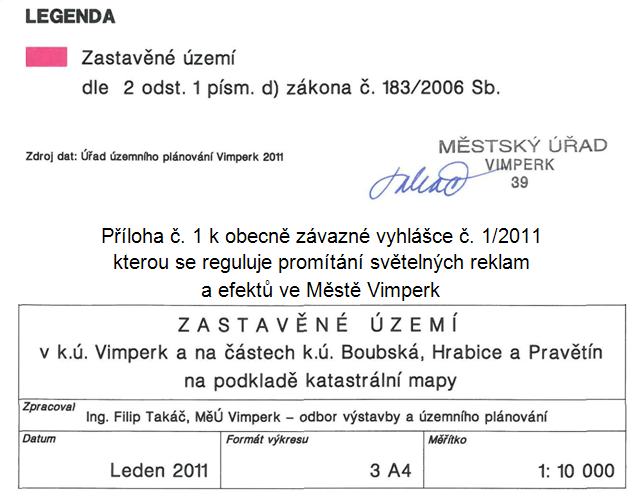 LEGENDA
Zastavěné území
dle 2 odst. 1 písm. d) zákona č. 183/2006 Sb.
Zdroj dat: Úřad územního plánování Vimperk 2011
MĚSTSKÝ ÚŘAD
VIMPERK
39
Příloha č. 1 k obecně závazné vyhlášce č. 1/2011
kterou se reguluje promítání světelných reklam
a efektů ve Městě Vimperk
ZASTAVĚNÉ ÚZEMÍ
v k.ú. Vimperk a na částech k.ú. Boubská, Hrabice a Pravětín
na podkladě katastrální mapy
Zpracoval Ing. Filip Takáč, MěÚ Vimperk – odbor výstavby a územního plánování
Datum Formát výkresu Měřítko
Leden 2011 3 A4 1: 10 000